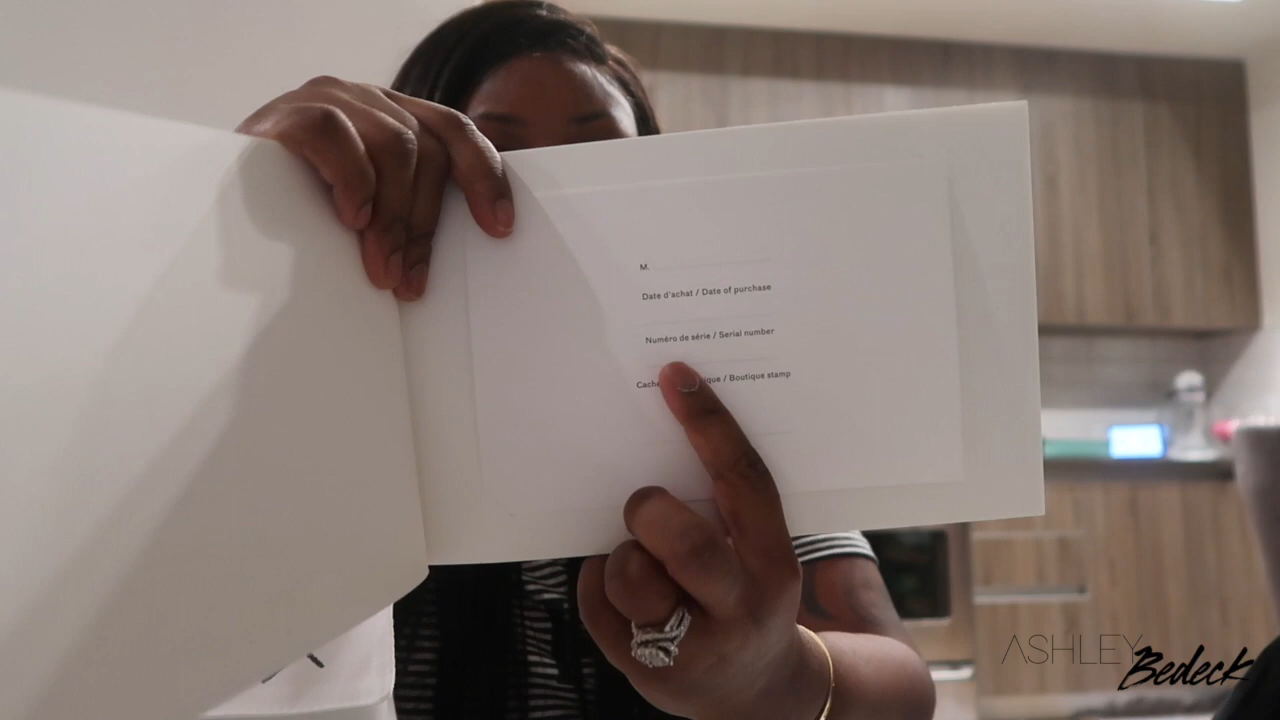 M.
Date d'achat / Date of purchase
Numéro de série / Serial number
/ Boutique stamp
ASHLEY
Bedeck